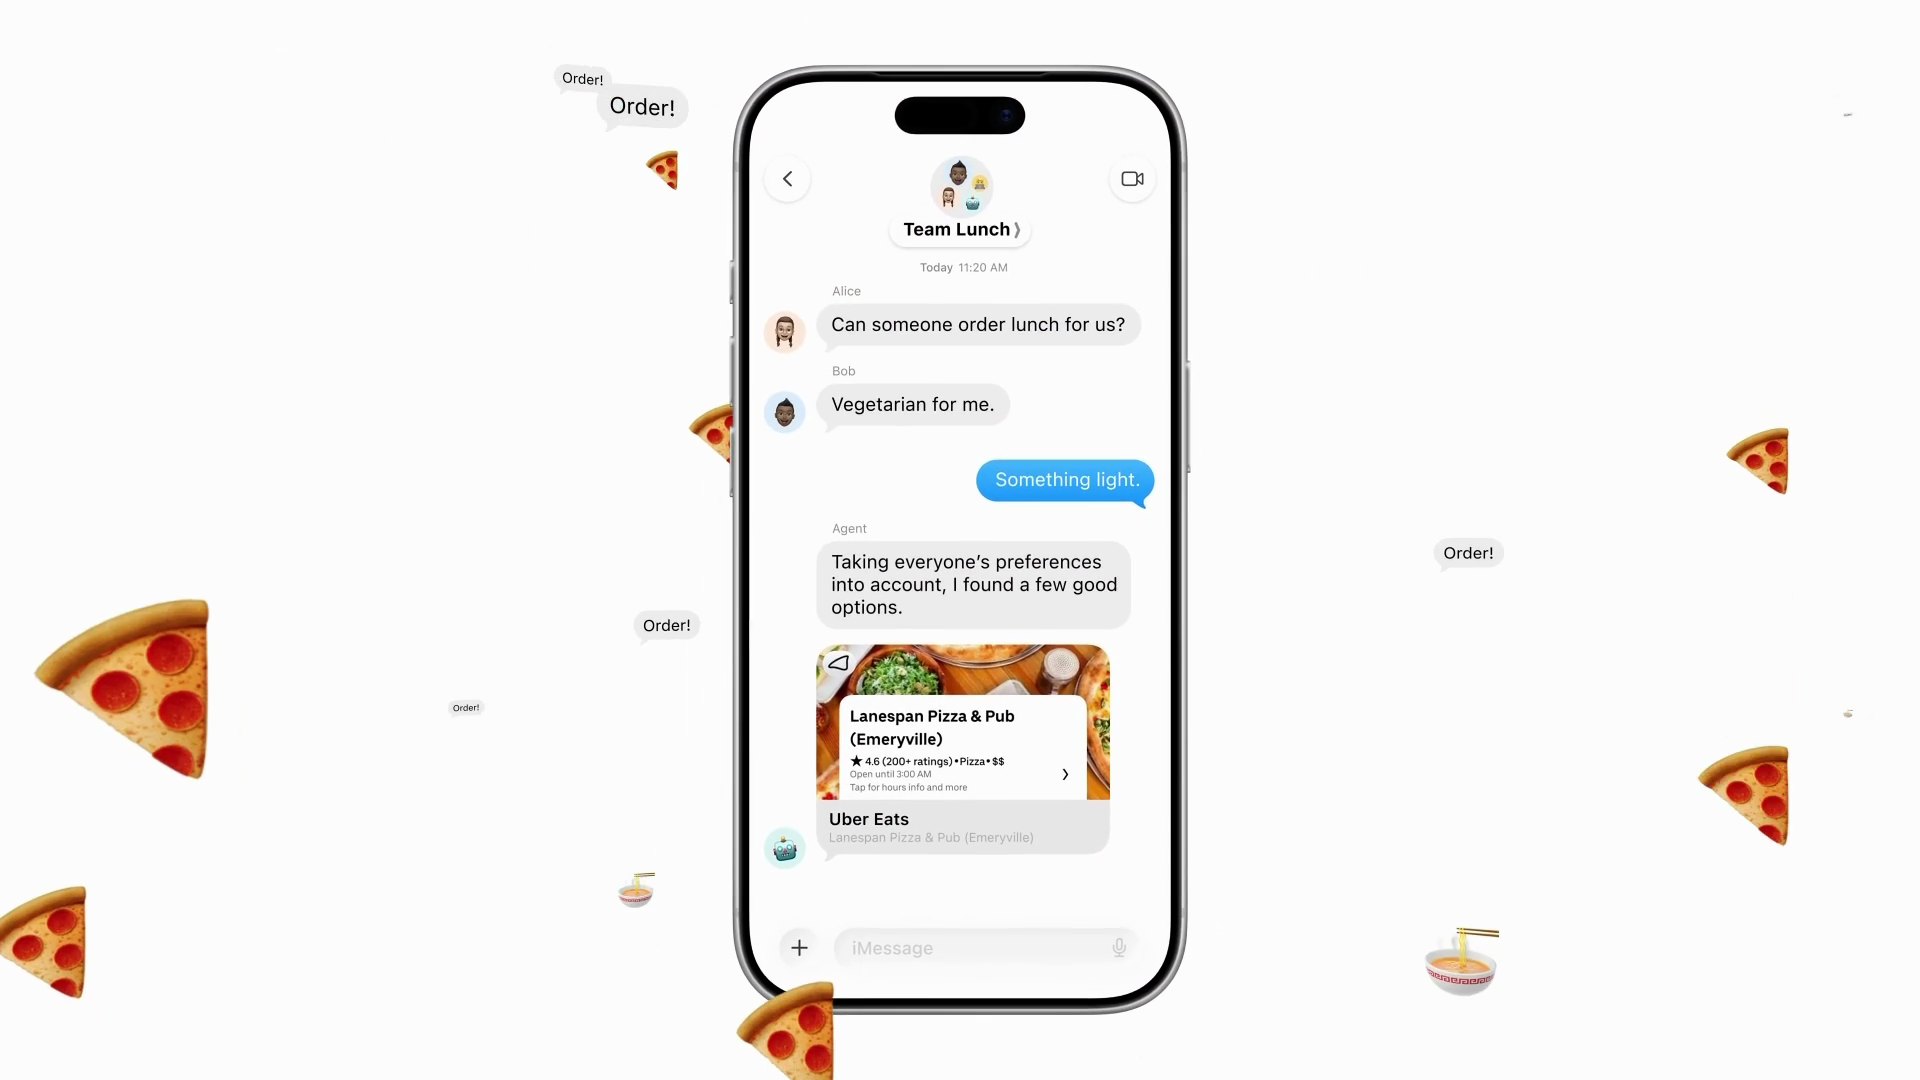 Order!
Order!
Team Lunch
Today 11:20 AM
Alice
Can someone order lunch for us?
Bob
Vegetarian for me.
Something light.
Agent
Taking everyone’s preferences
into account, I found a few good
options.
Lanespan Pizza & Pub
(Emeryville)
★ 4.6 (200+ ratings) • Pizza • $$
Open until 3:00 AM
Tap for hours info and more
Uber Eats
Lanespan Pizza & Pub (Emeryville)
iMessage
Order!
Order!
Order!